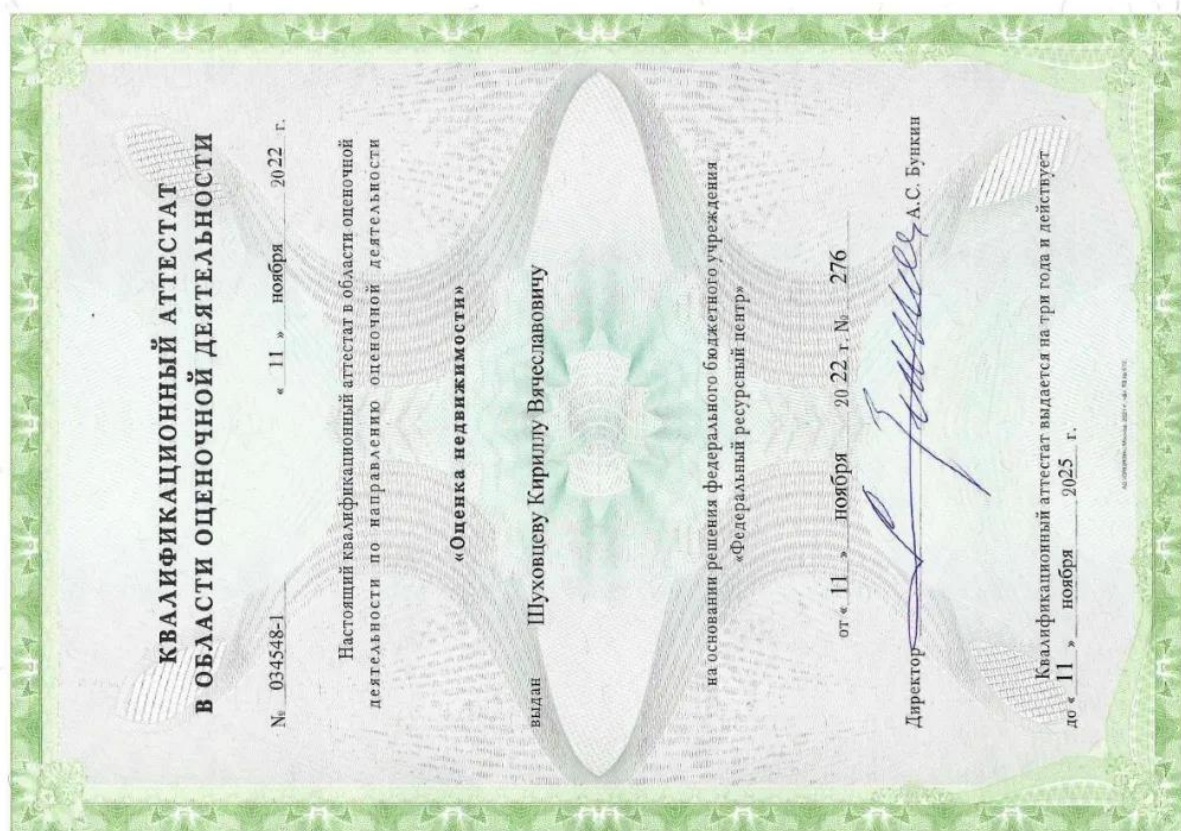 КВАЛИФИКАЦИОННЫЙ АТТЕСТАТ
В ОБЛАСТИ ОЦЕНОЧНОЙ ДЕЯТЕЛЬНОСТИ
№ 034548-1 « 11 » ноября 2022 г.
Настоящий квалификационный аттестат в области оценочной
деятельности по направлению оценочной деятельности
«Оценка недвижимости»
выдан Шуховцеву Кириллу Вячеславовичу
на основании решения федерального бюджетного учреждения
«Федеральный ресурсный центр»
от « 11 » ноября 20 22 г. № 276
Директор А.С. Бункин
Квалификационный аттестат выдается на три года и действует
до « 11 » ноября 2025 г.